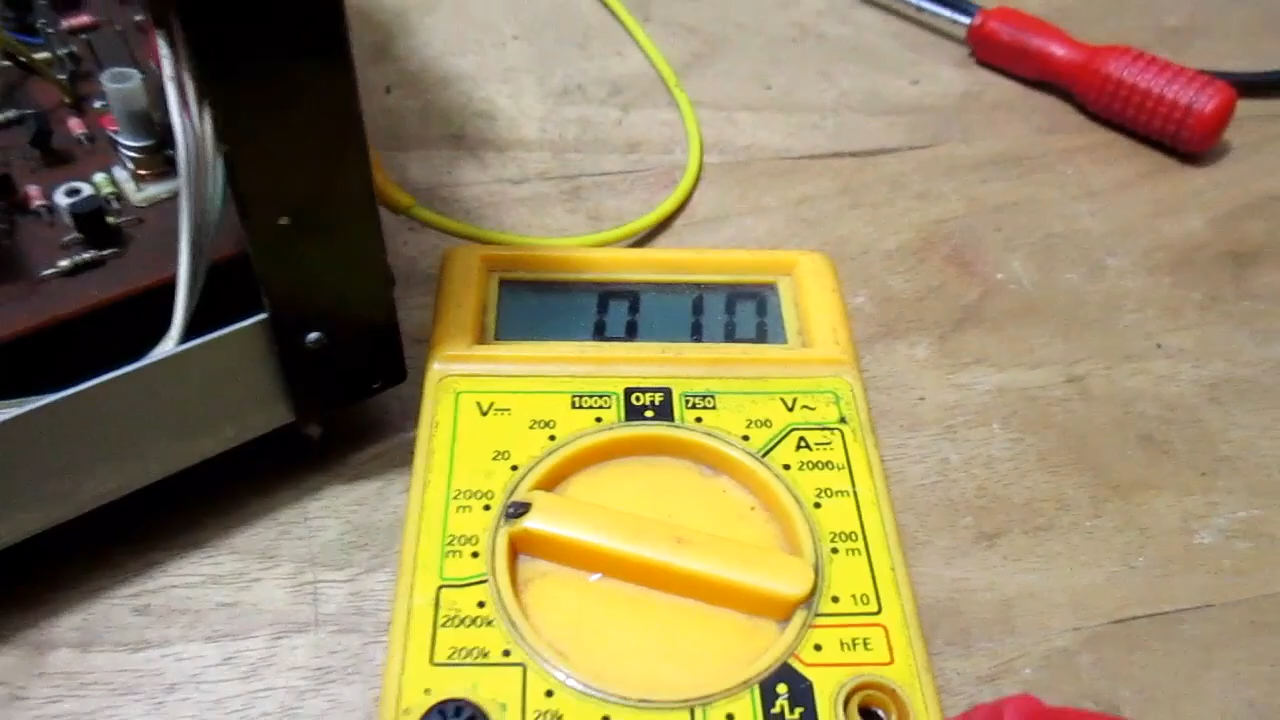 0 10
V⎓ 1000 OFF 750 V~
200 200
A⎓
20 2000µ
2000 m 20m
200 m 200 m
10
2000k
200k hFE
20k